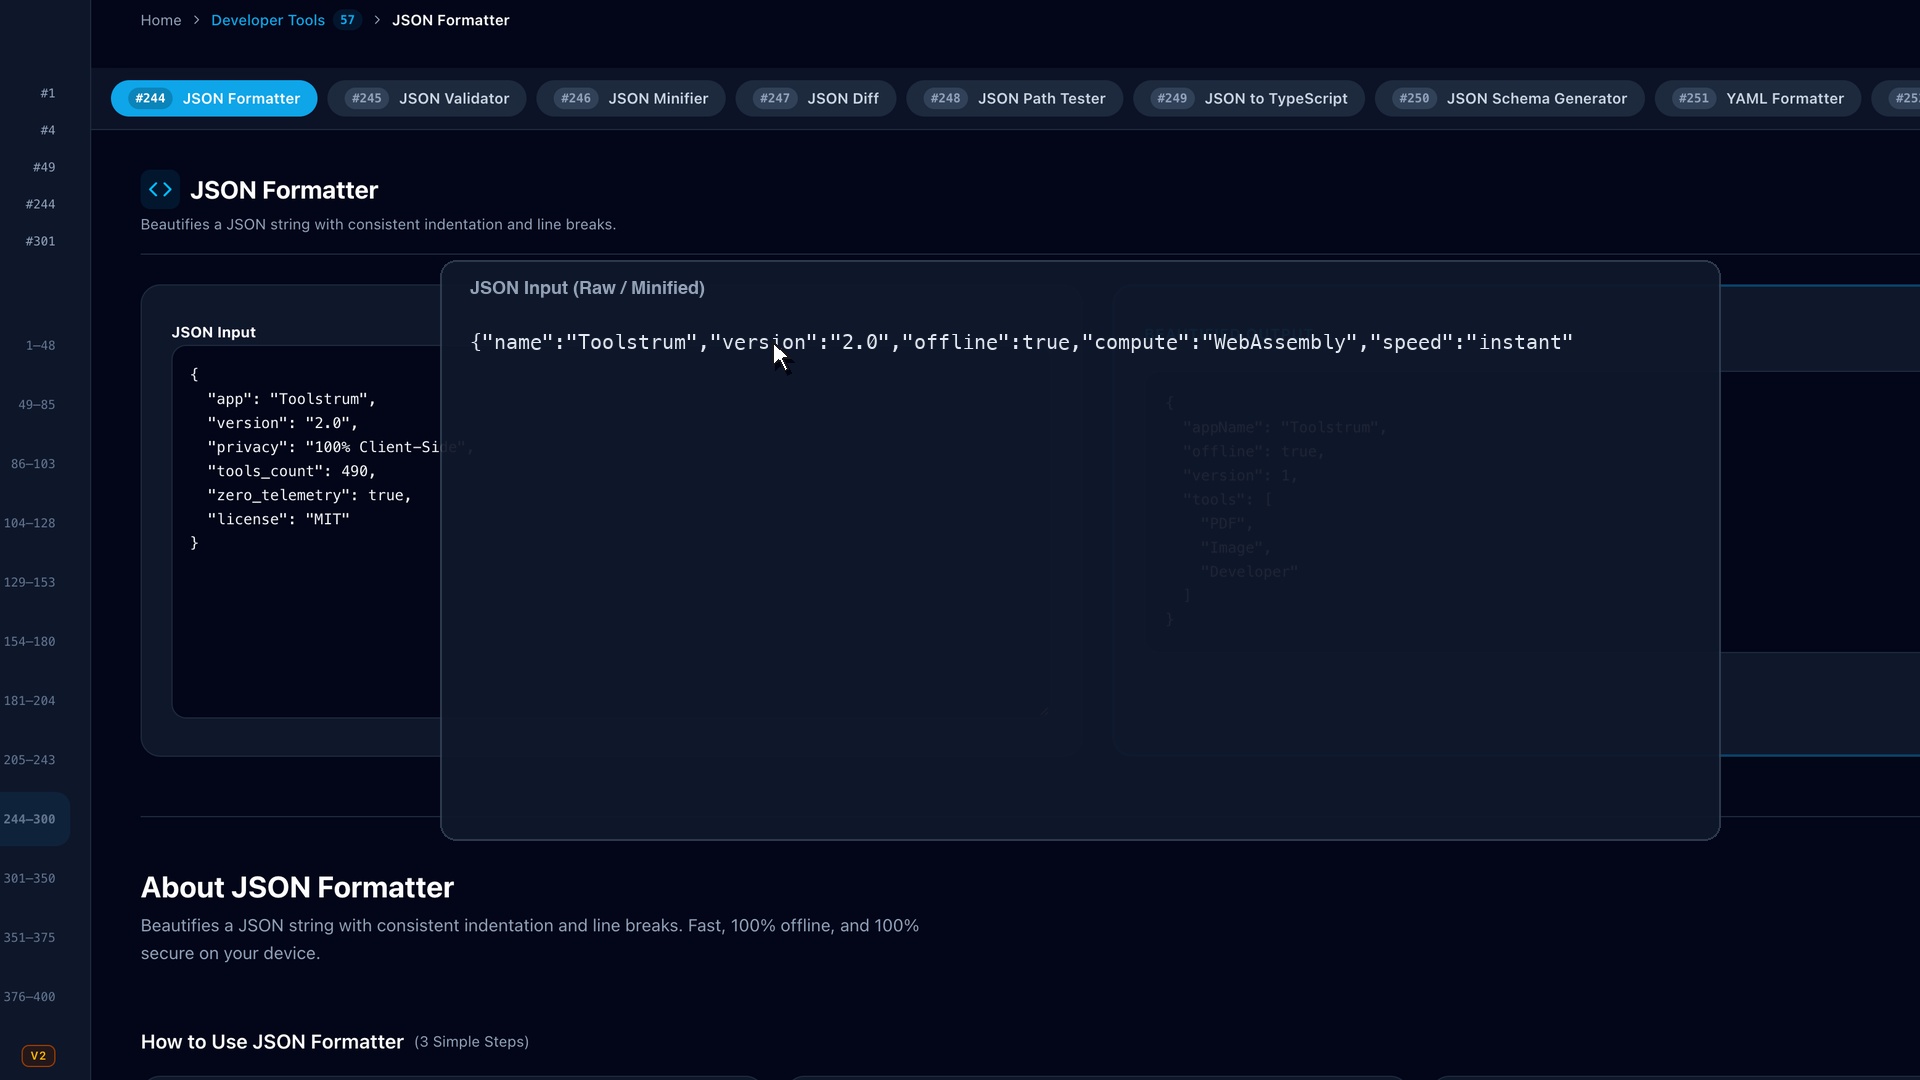 Home > Developer Tools 57 > JSON Formatter
#244 JSON Formatter #245 JSON Validator #246 JSON Minifier #247 JSON Diff #248 JSON Path Tester #249 JSON to TypeScript #250 JSON Schema Generator #251 YAML Formatter
#1
#4
#49
#244
#301
1–48
49–85
86–103
104–128
129–153
154–180
181–204
205–243
244–300
301–350
351–375
376–400
V2
JSON Formatter
Beautifies a JSON string with consistent indentation and line breaks.
JSON Input
{
"app": "Toolstrum",
"version": "2.0",
"privacy": "100% Client-Side",
"tools_count": 490,
"zero_telemetry": true,
"license": "MIT"
}
JSON Input (Raw / Minified)
{"name":"Toolstrum","version":"2.0","offline":true,"compute":"WebAssembly","speed":"instant"
{
"appName": "Toolstrum",
"offline": true,
"version": 1,
"tools": [
"PDF",
"Image",
"Developer"
]
}
About JSON Formatter
Beautifies a JSON string with consistent indentation and line breaks. Fast, 100% offline, and 100%
secure on your device.
How to Use JSON Formatter (3 Simple Steps)